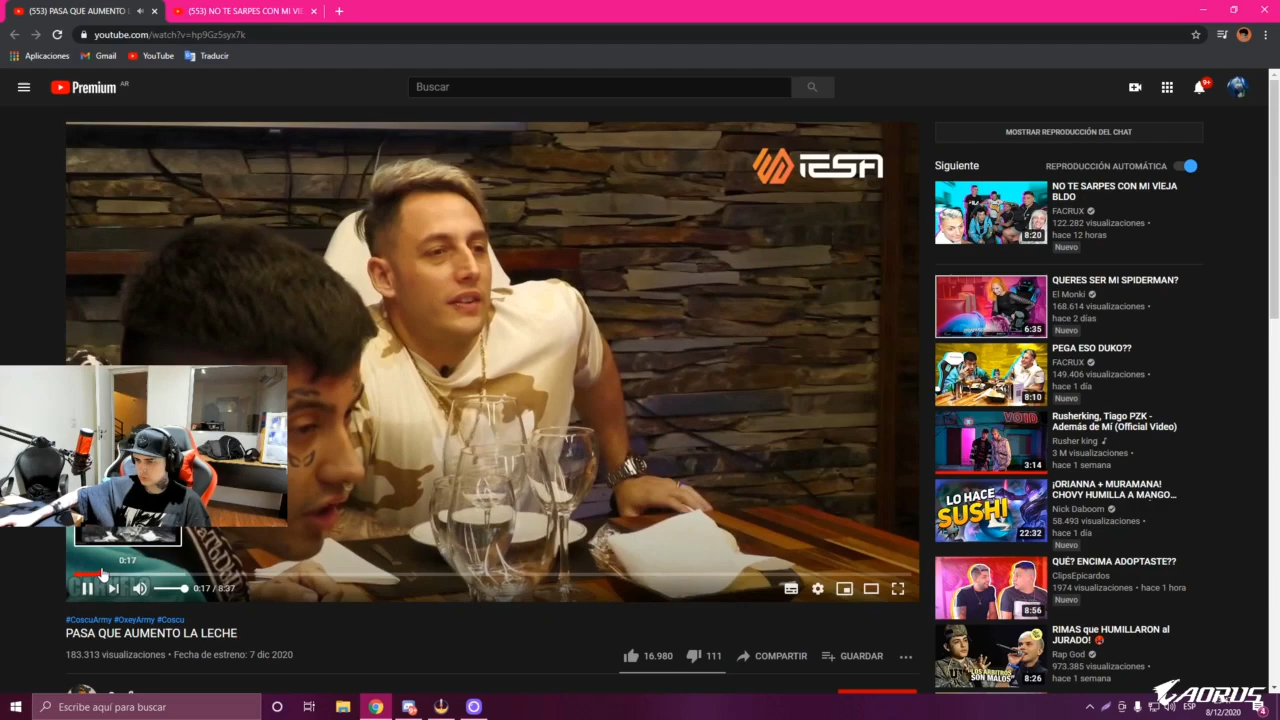 (553) PASA QUE AUMENTO L
(553) NO TE SARPES CON MI VIE
youtube.com/watch?v=hp9Gz5syx7k
Aplicaciones
Gmail
YouTube
Traducir
Premium AR
Buscar
9+
MOSTRAR REPRODUCCIÓN DEL CHAT
Siguiente
REPRODUCCIÓN AUTOMÁTICA
IESA
NO TE SARPES CON MI VÍEJA
BLDO
FACRUX
122.282 visualizaciones •
hace 12 horas
Nuevo
8:20
QUERES SER MI SPIDERMAN?
El Monki
168.614 visualizaciones •
hace 2 días
Nuevo
6:35
PEGA ESO DUKO??
FACRUX
149.406 visualizaciones •
hace 1 día
Nuevo
8:10
Rusherking, Tiago PZK -
Además de Mí (Official Video)
Rusher king
3 M visualizaciones •
hace 1 semana
VOID
3:14
¡ORIANNA + MURAMANA!
CHOVY HUMILLA A MANGO...
Nick Daboom
58.493 visualizaciones •
hace 1 día
Nuevo
LO HACE
SUSHI
22:32
QUÉ? ENCIMA ADOPTASTE??
ClipsEpicardos
1974 visualizaciones • hace 1 hora
Nuevo
8:56
RIMAS que HUMILLARON al
JURADO!
Rap God
973.385 visualizaciones •
hace 1 semana
"LOS ÁRBITROS
SON MALOS"
8:26
0:17
0:17 / 8:37
#CoscuArmy #OxeyArmy #Coscu
PASA QUE AUMENTO LA LECHE
183.313 visualizaciones • Fecha de estreno: 7 dic 2020
16.980
111
COMPARTIR
GUARDAR
AORUS
Escribe aquí para buscar
ESP
8/12/2020
4